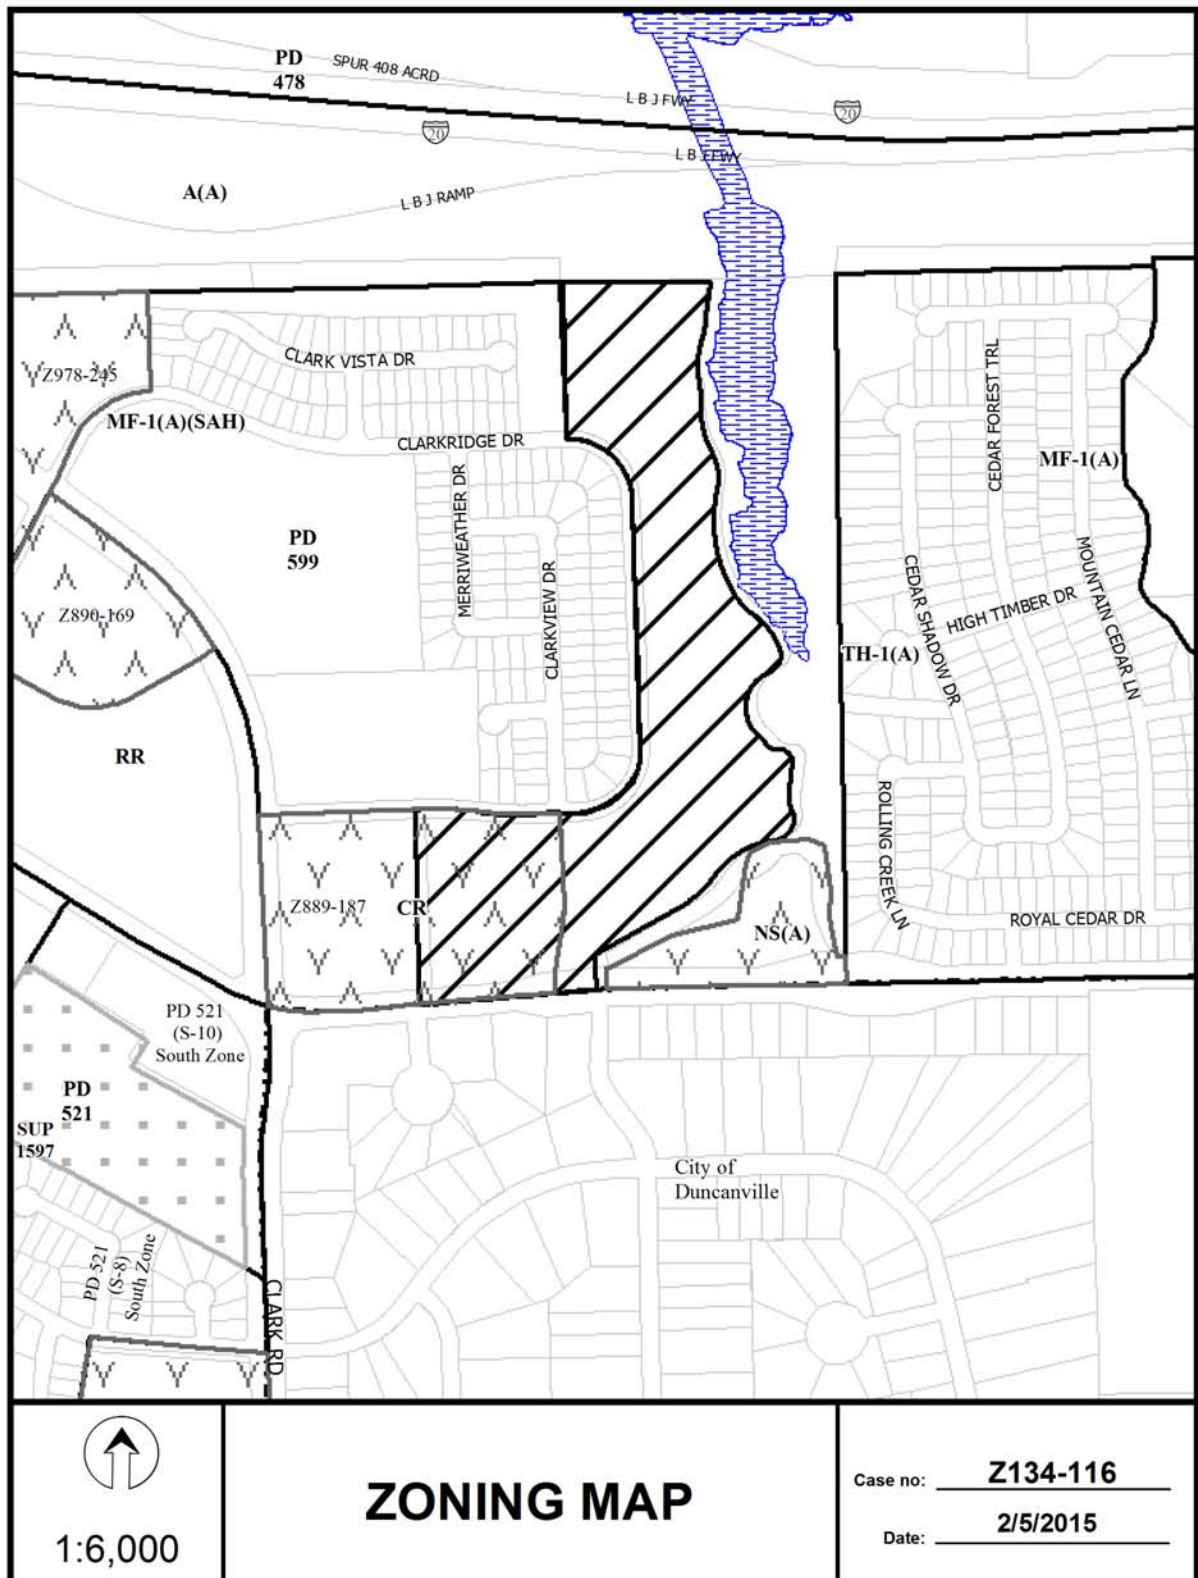 PD
478
SPUR 408 ACRD
L B J FWY
20
20
L B J FFWY
A(A)
L B J RAMP
Z978-245
CLARK VISTA DR
MF-1(A)(SAH)
CLARKRIDGE DR
CEDAR FOREST TRL
MF-1(A)
MERRIWEATHER DR
PD
599
CLARKVIEW DR
Z890-169
CEDAR SHADOW DR
HIGH TIMBER DR
MOUNTAIN CEDAR LN
TH-1(A)
RR
ROLLING CREEK LN
Z889-187
CR
NS(A)
ROYAL CEDAR DR
PD 521
(S-10)
South Zone
PD
521
SUP
1597
City of
Duncanville
PD 521
(S-8)
South Zone
CLARK RD
1:6,000
ZONING MAP
Case no: Z134-116
Date: 2/5/2015